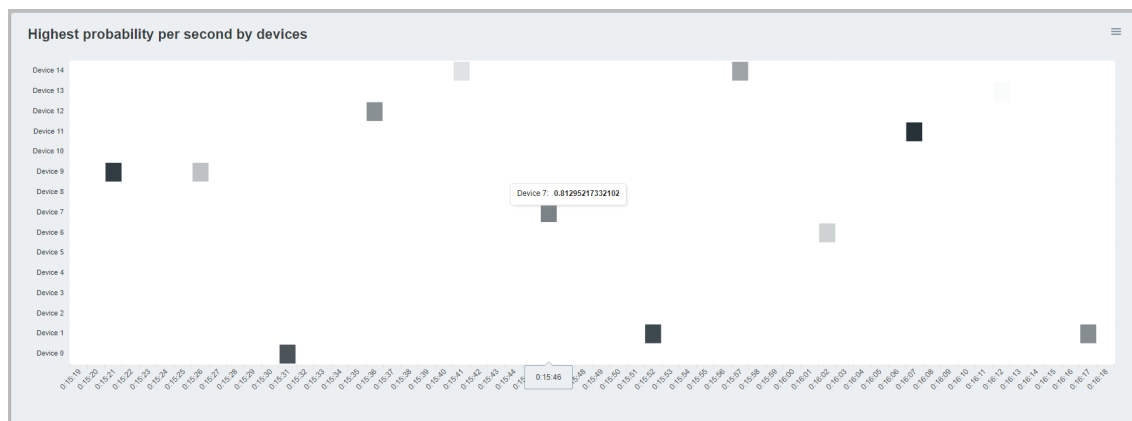 Highest probability per second by devices
Device 14
Device 13
Device 12
Device 11
Device 10
Device 9
Device 8
Device 7: 0.81295217332102
Device 7
Device 6
Device 5
Device 4
Device 3
Device 2
Device 1
Device 0
0:15:19 0:15:20 0:15:21 0:15:22 0:15:23 0:15:24 0:15:25 0:15:26 0:15:27 0:15:28 0:15:29 0:15:30 0:15:31 0:15:32 0:15:33 0:15:34 0:15:35 0:15:36 0:15:37 0:15:38 0:15:39 0:15:40 0:15:41 0:15:42 0:15:43 0:15:44 0:15:46 0:15:49 0:15:50 0:15:51 0:15:52 0:15:53 0:15:54 0:15:55 0:15:56 0:15:57 0:15:58 0:15:59 0:16:00 0:16:01 0:16:02 0:16:03 0:16:04 0:16:05 0:16:06 0:16:07 0:16:08 0:16:09 0:16:10 0:16:11 0:16:12 0:16:13 0:16:14 0:16:15 0:16:16 0:16:17 0:16:18